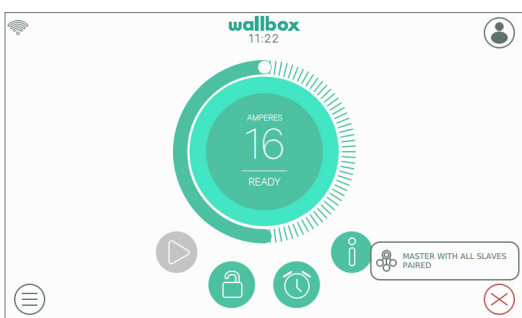 wallbox
11:22
AMPERES
16
READY
MASTER WITH ALL SLAVES
PAIRED